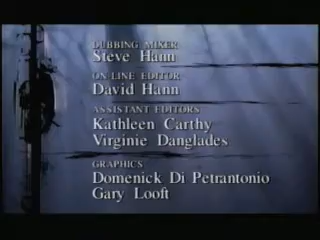 DUBBING MIXER
Steve Hann
ON-LINE EDITOR
David Hann
ASSISTANT EDITORS
Kathleen Carthy
Virginie Danglades
GRAPHICS
Domenick Di Petrantonio
Gary Looft